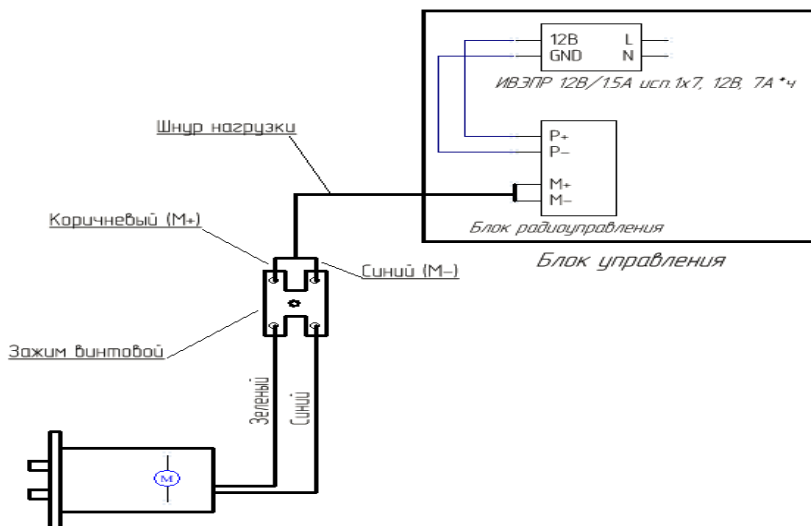 12В L
GND N
ИВЭПР 12В/1.5А исп.1х7, 12В, 7А*ч
Шнур нагрузки
P+
P−
M+
M−
Блок радиоуправления
Блок управления
Коричневый (М+)
Синий (М−)
Зажим винтовой
Зеленый
Синий
М